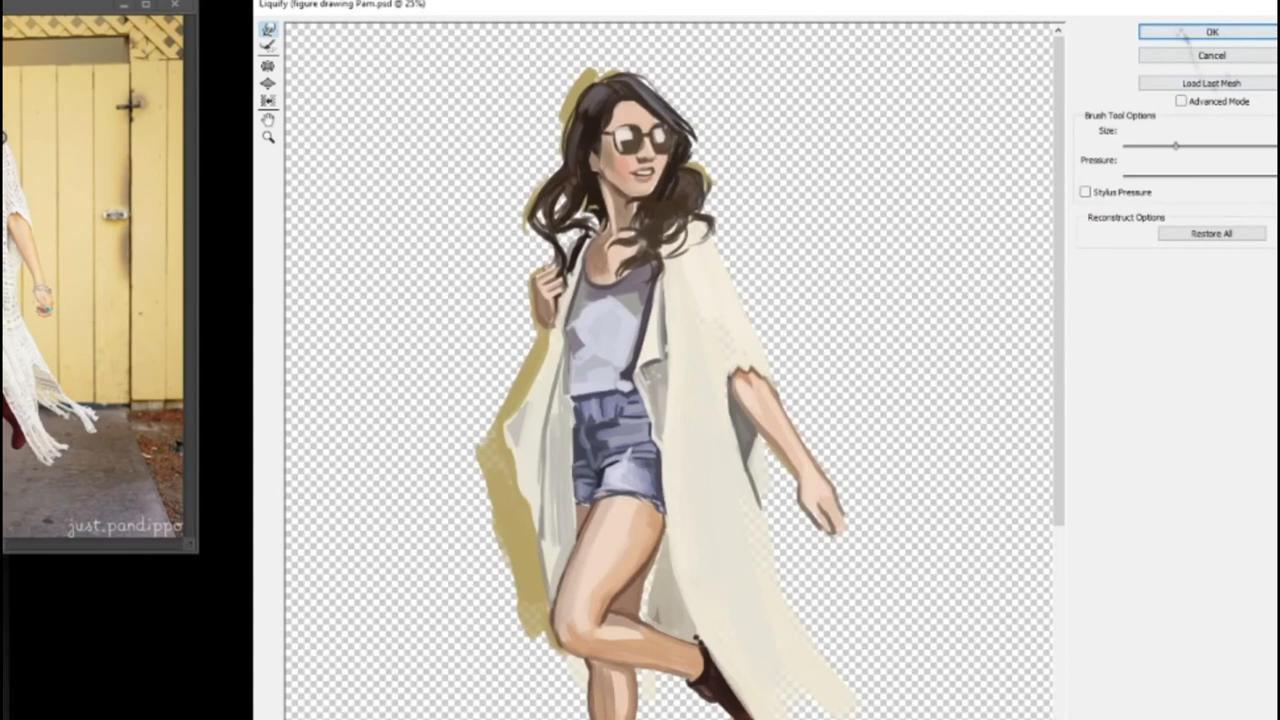 Liquify (figure drawing Pam.psd @ 25%)
OK
Cancel
Load Last Mesh
Advanced Mode
Brush Tool Options
Size:
Pressure:
Stylus Pressure
Reconstruct Options
Restore All
just.pandippo